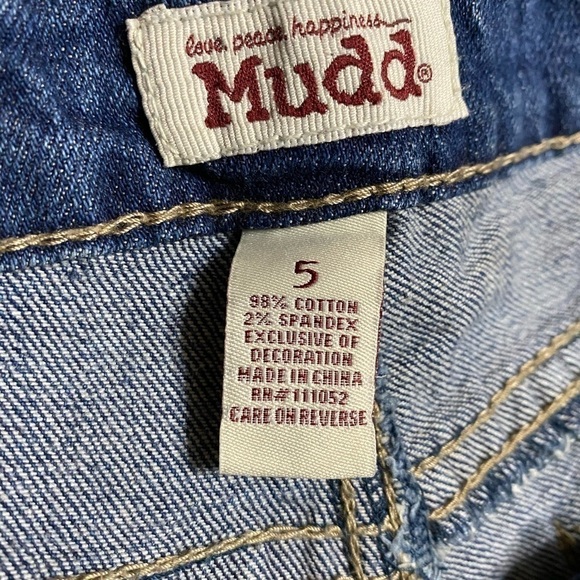 love. peace. happiness.
Mudd®
5
98% COTTON
2% SPANDEX
EXCLUSIVE OF
DECORATION
MADE IN CHINA
RN# 111052
CARE ON REVERSE